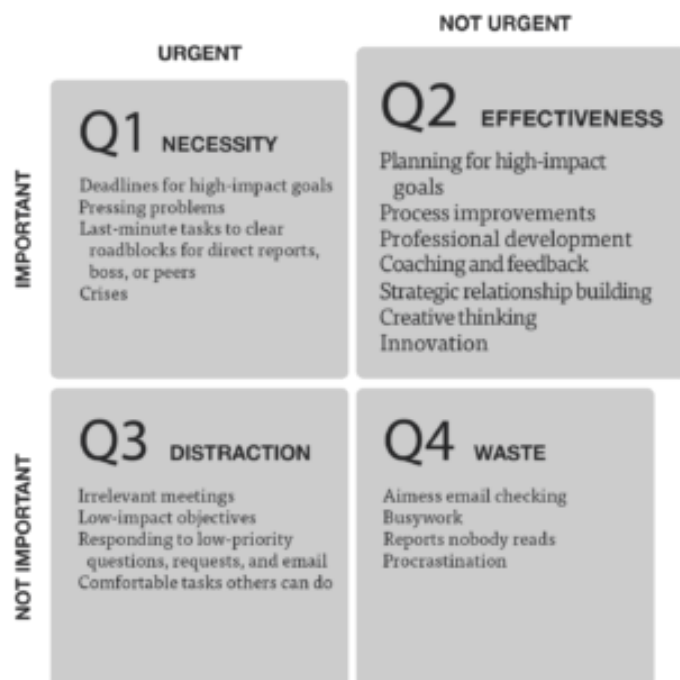 NOT URGENT
URGENT
IMPORTANT
Q1 NECESSITY
Deadlines for high-impact goals
Pressing problems
Last-minute tasks to clear
roadblocks for direct reports,
boss, or peers
Crises
Q2 EFFECTIVENESS
Planning for high-impact
goals
Process improvements
Professional development
Coaching and feedback
Strategic relationship building
Creative thinking
Innovation
NOT IMPORTANT
Q3 DISTRACTION
Irrelevant meetings
Low-impact objectives
Responding to low-priority
questions, requests, and email
Comfortable tasks others can do
Q4 WASTE
Aimess email checking
Busywork
Reports nobody reads
Procrastination